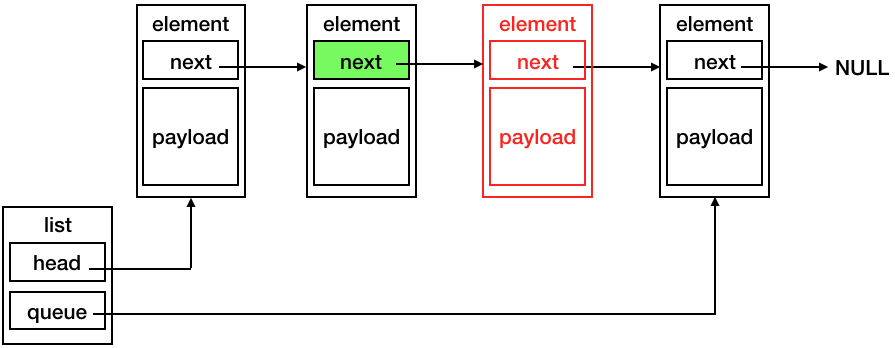 element
element
element
element
next
next
next
next
NULL
payload
payload
payload
payload
list
head
queue